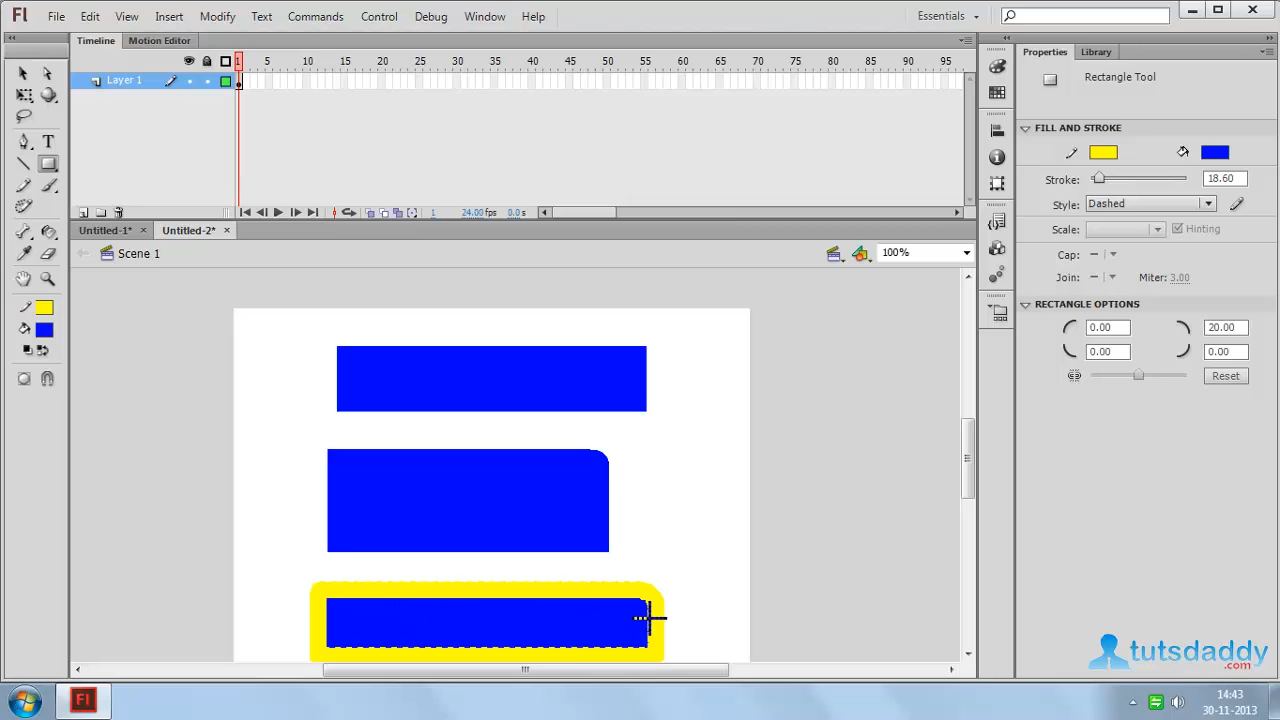 Fl File Edit View Insert Modify Text Commands Control Debug Window Help Essentials
Timeline Motion Editor
Properties Library
1 5 10 15 20 25 30 35 40 45 50 55 60 65 70 75 80 85 90 95
Layer 1
Rectangle Tool
FILL AND STROKE
Stroke: 18.60
Style: Dashed
1 24.00fps 0.0s
Untitled-1* × Untitled-2* ×
Scale: Hinting
Scene 1 100%
Cap:
Join: Miter: 3.00
RECTANGLE OPTIONS
0.00 20.00
0.00 0.00
Reset
T
tutsdaddy
.com
Fl
14:43
30-11-2013